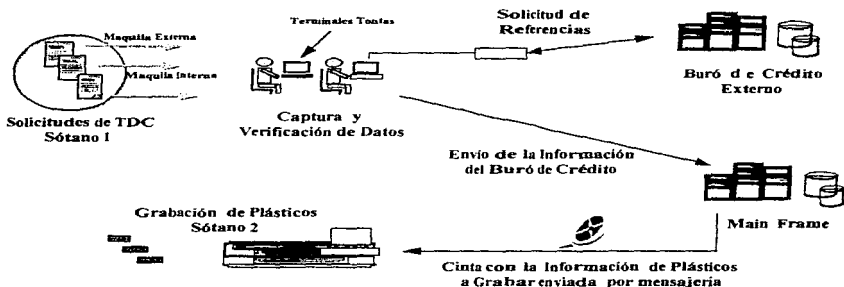 Terminales Tontas
Solicitud de
Referencias
Maquila Externa
Maquila Interna
Buró d e Crédito
Externo
Solicitudes de TDC
Sótano 1
Captura y
Verificación de Datos
Envío de la Información
del Buró de Crédito
Main Frame
Grabación de Plásticos
Sótano 2
Cinta con la Información de Plásticos
a Grabar enviada por mensajería